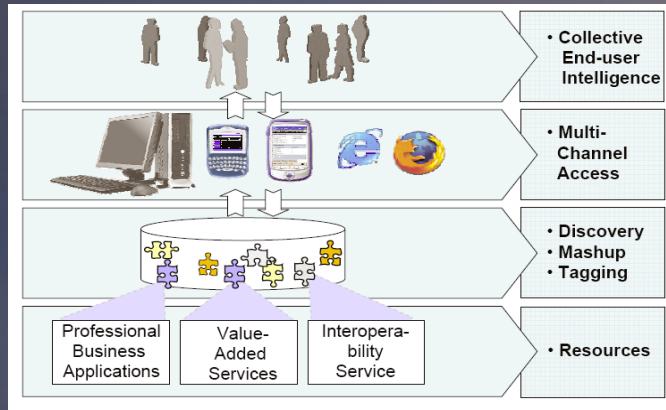 • Collective
End-user
Intelligence
• Multi-
Channel
Access
• Discovery
• Mashup
• Tagging
Professional
Business
Applications
Value-
Added
Services
Interopera-
bility
Service
• Resources